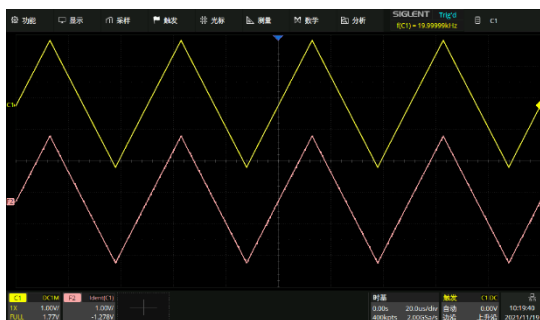 功能 显示 采样 触发 光标 测量 数学 分析 SIGLENT Trig'd C1
f(C1) = 19.99999kHz
C1
F2
C1 DC1M F2 Ident(C1) 时基 触发 C1 DC
1X 1.00V/ 1.00V/ 0.00s 20.0us/div 自动 0.00V 10:19:40
FULL 1.77V -1.278V 400kpts 2.00GSa/s 边沿 上升沿 2021/11/19